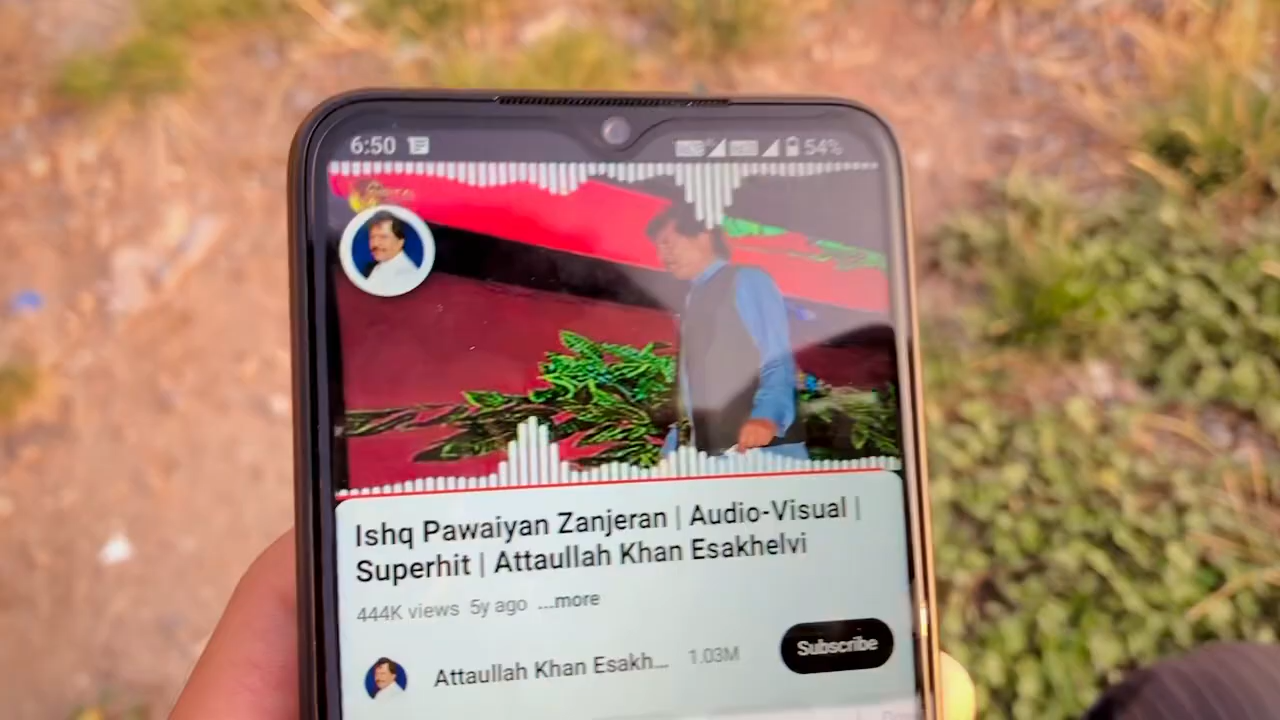 6:50
54%
Ishq Pawaiyan Zanjeran | Audio-Visual |
Superhit | Attaullah Khan Esakhelvi
444K views 5y ago ...more
Attaullah Khan Esakh... 1.03M
Subscribe